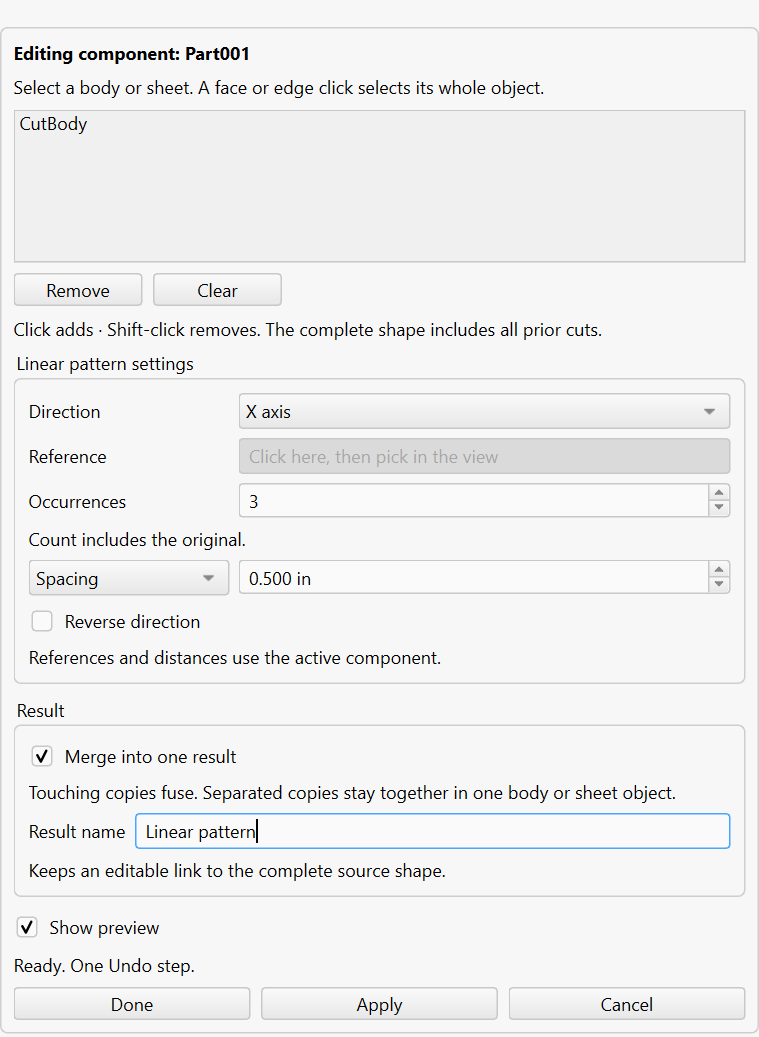 Editing component: Part001
Select a body or sheet. A face or edge click selects its whole object.
CutBody
Remove
Clear
Click adds · Shift-click removes. The complete shape includes all prior cuts.
Linear pattern settings
Direction
X axis
Reference
Click here, then pick in the view
Occurrences
3
Count includes the original.
Spacing
0.500 in
Reverse direction
References and distances use the active component.
Result
Merge into one result
Touching copies fuse. Separated copies stay together in one body or sheet object.
Result name
Linear pattern
Keeps an editable link to the complete source shape.
Show preview
Ready. One Undo step.
Done
Apply
Cancel